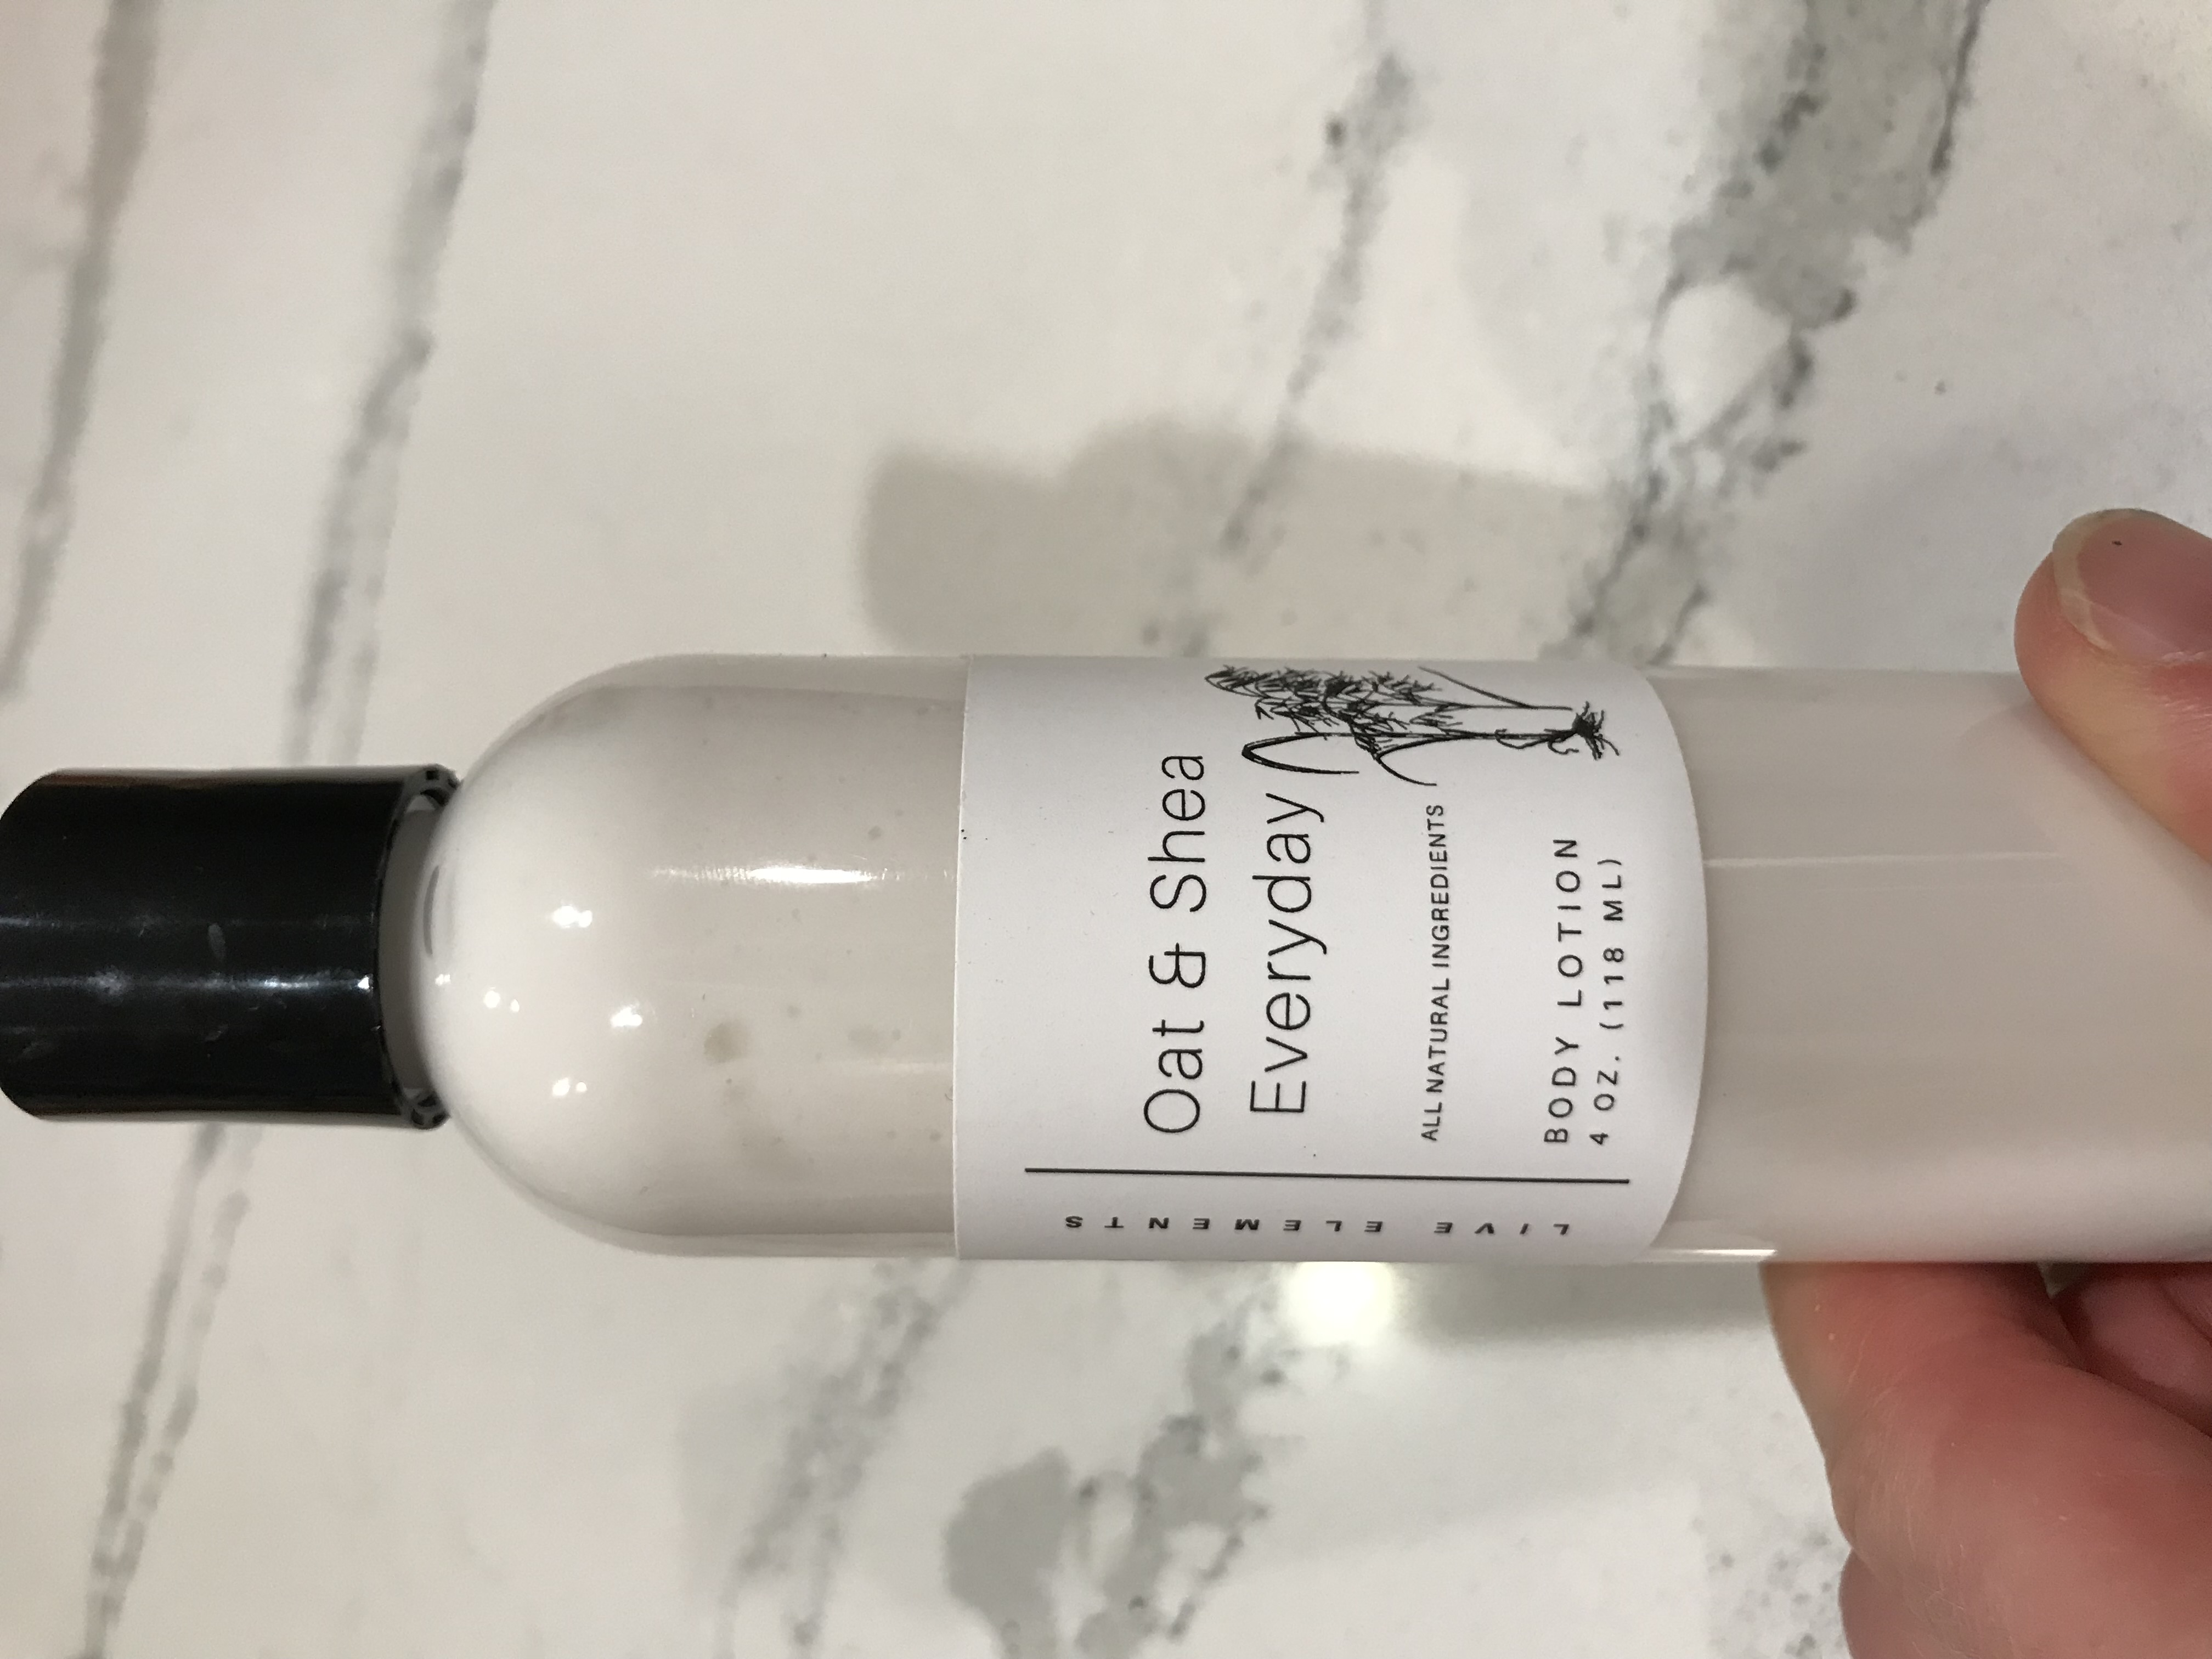 Oat & Shea
Everyday
ALL NATURAL INGREDIENTS
BODY LOTION
4 OZ. (118 ML)
LIVE ELEMENTS